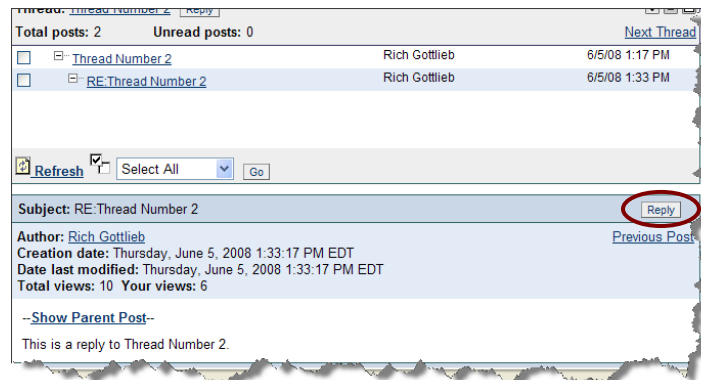 Thread: Thread Number 2 Reply
Total posts: 2 Unread posts: 0 Next Thread
Thread Number 2 Rich Gottlieb 6/5/08 1:17 PM
RE:Thread Number 2 Rich Gottlieb 6/5/08 1:33 PM
Refresh Select All Go
Subject: RE:Thread Number 2 Reply
Author: Rich Gottlieb Previous Post
Creation date: Thursday, June 5, 2008 1:33:17 PM EDT
Date last modified: Thursday, June 5, 2008 1:33:17 PM EDT
Total views: 10 Your views: 6
--Show Parent Post--
This is a reply to Thread Number 2.